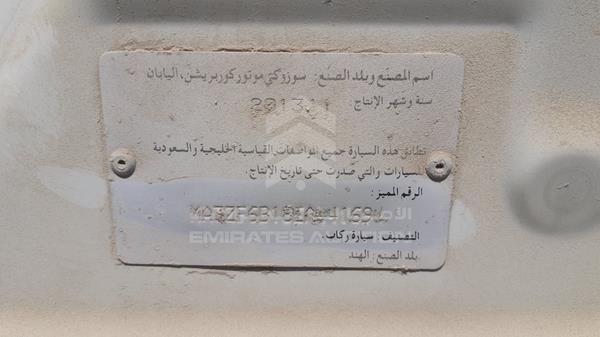 اسم المصنع وبلد الصنع: سوزوكي موتور كوربريشن، اليابان
سنة وشهر الإنتاج: 2013.11
تطابق هذه السيارة جميع المواصفات القياسية الخليجية والسعودية
للسيارات والتي صدرت حتى تاريخ الإنتاج.
الرقم المميز:
EMIRATES AUCTION
التصنيف: سيارة ركاب
بلد الصنع: الهند